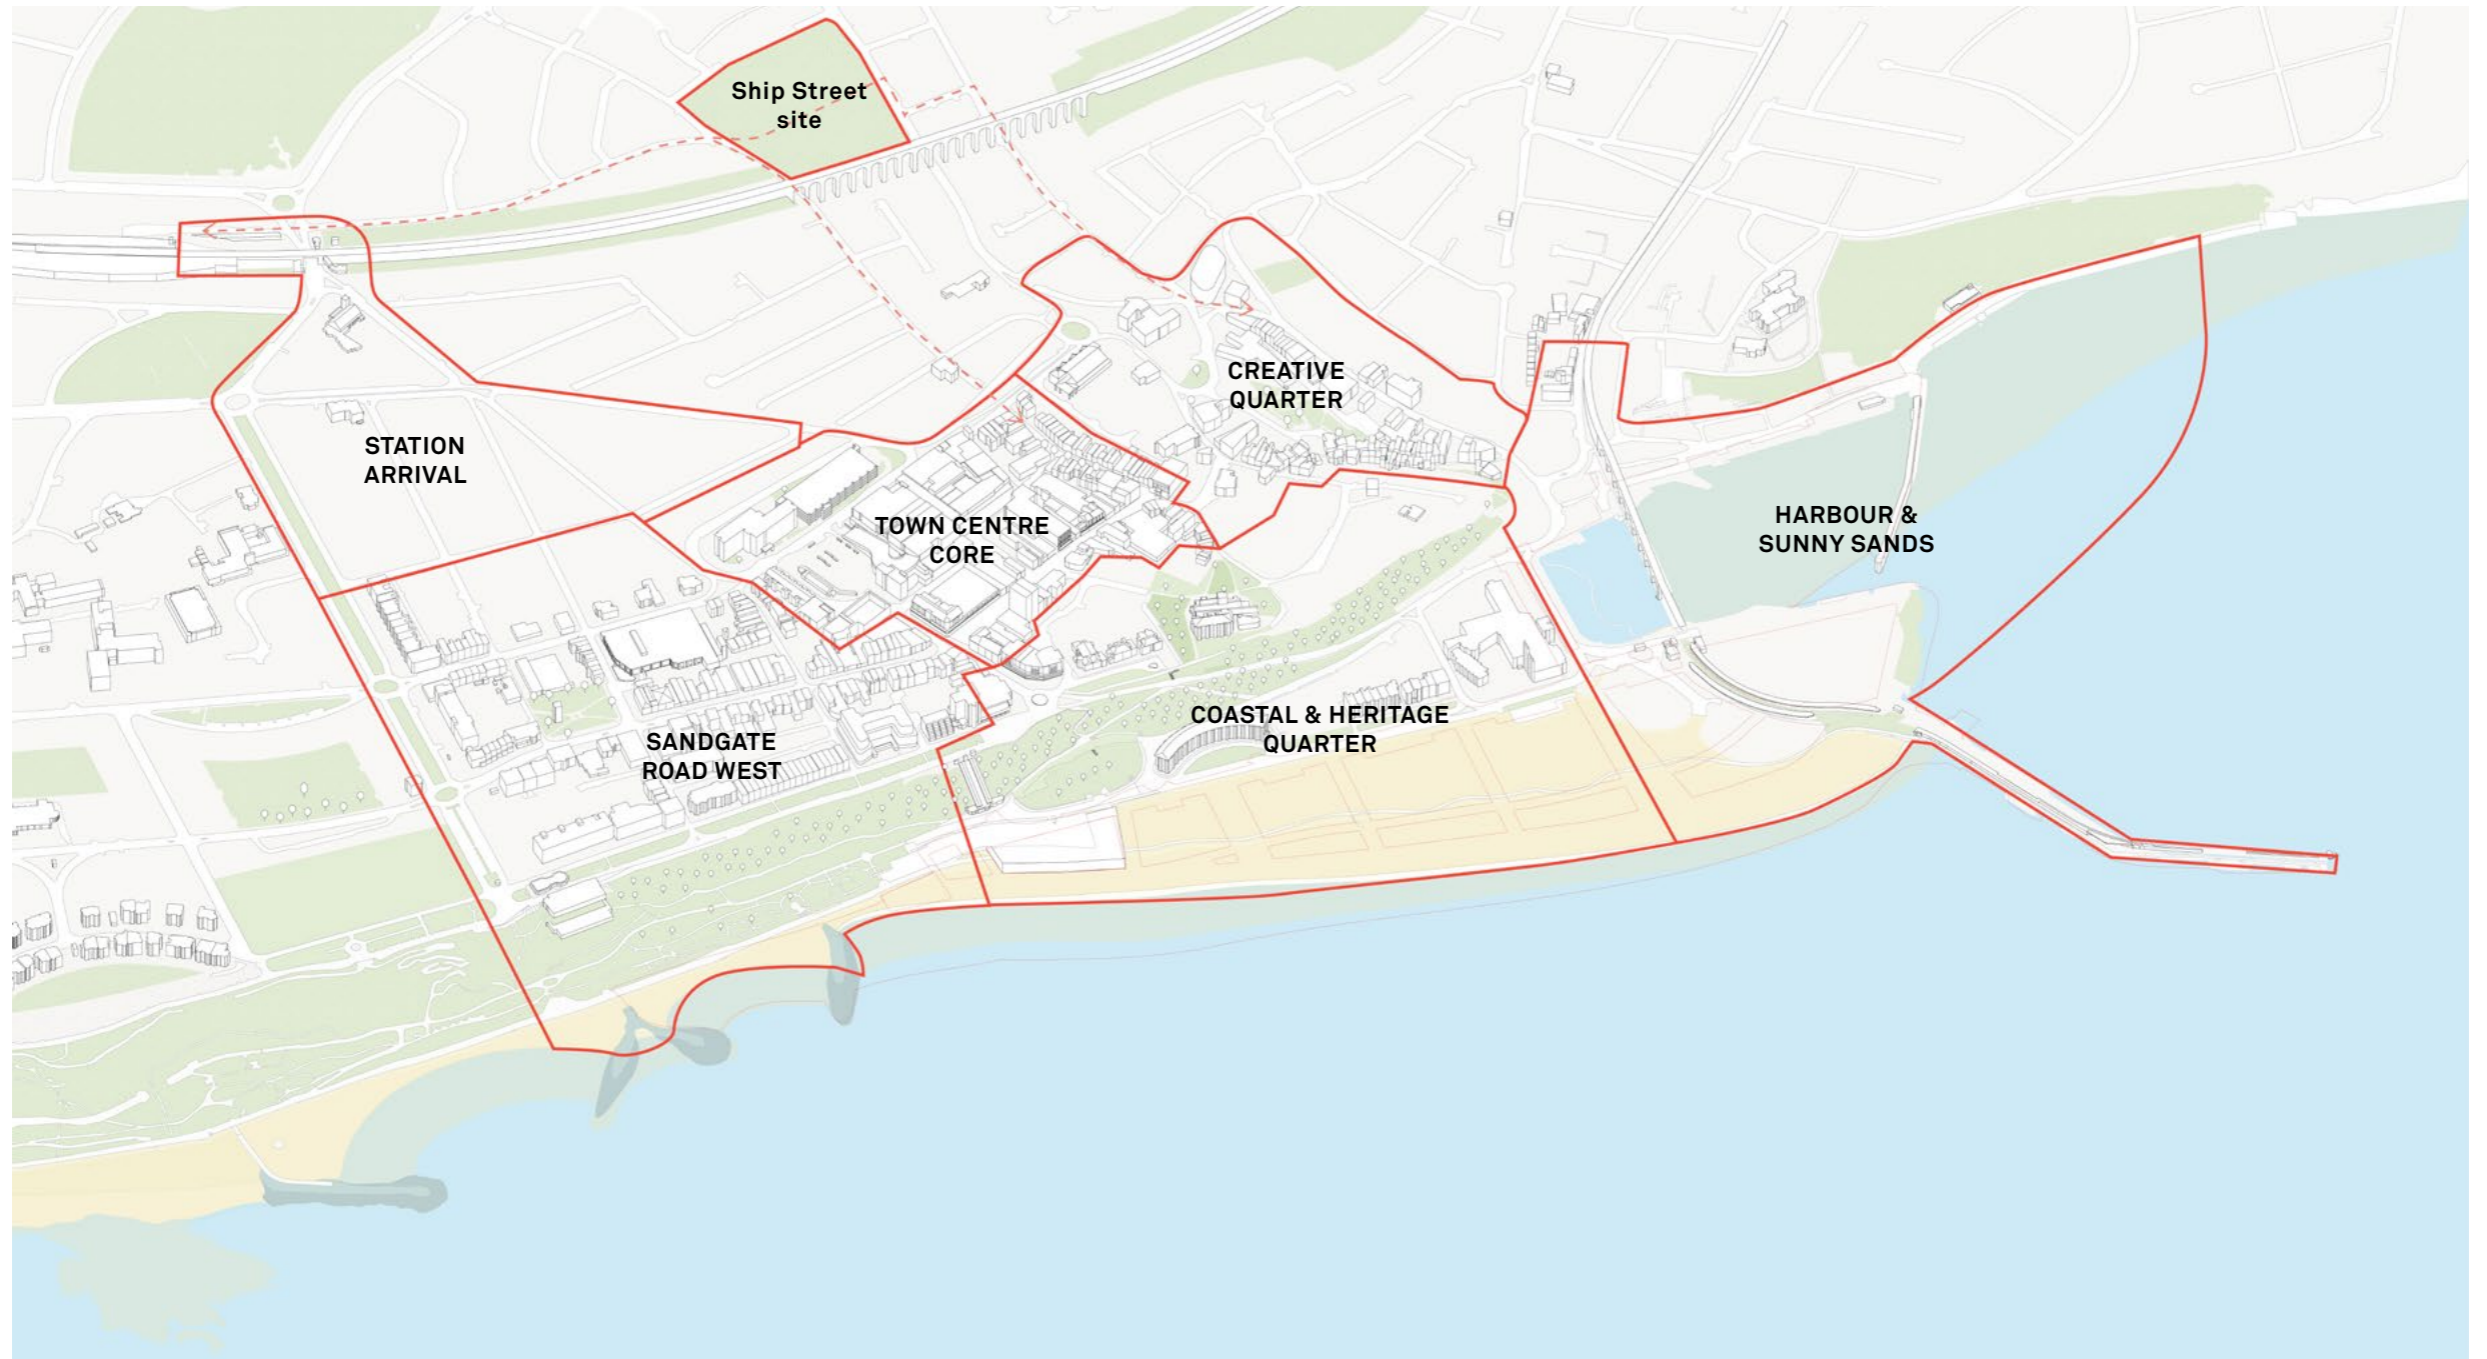 Ship Street
site
CREATIVE
QUARTER
STATION
ARRIVAL
TOWN CENTRE
CORE
HARBOUR &
SUNNY SANDS
COASTAL & HERITAGE
QUARTER
SANDGATE
ROAD WEST